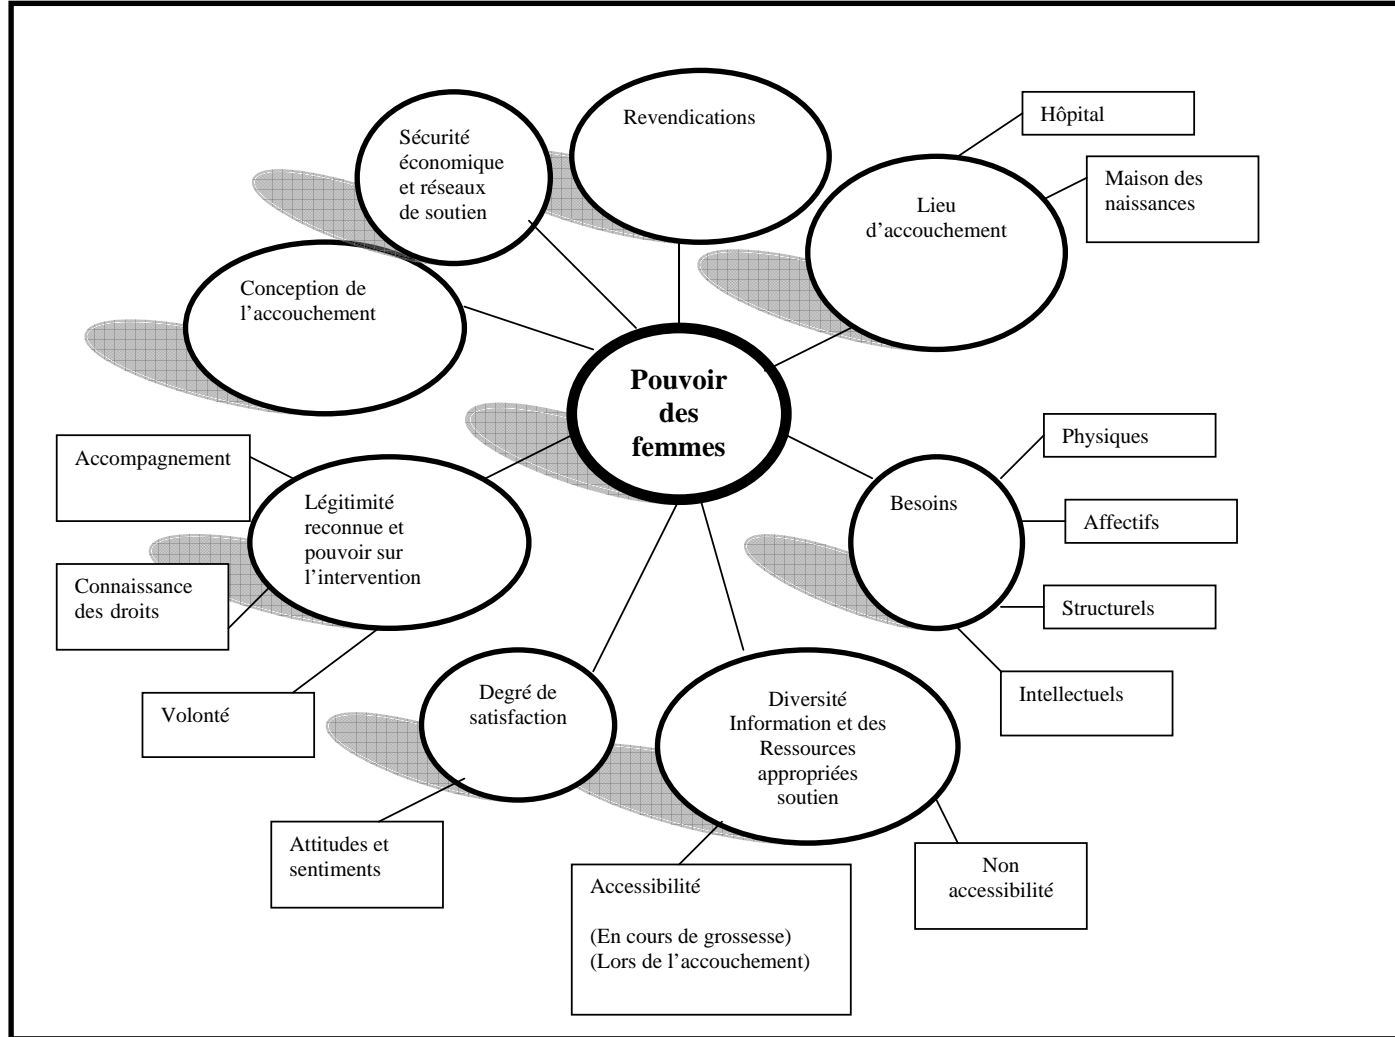 Revendications
Sécurité
économique
et réseaux
de soutien
Hôpital
Maison des
naissances
Lieu
d’accouchement
Conception de
l’accouchement
Pouvoir
des
femmes
Physiques
Besoins
Affectifs
Structurels
Intellectuels
Accompagnement
Légitimité
reconnue et
pouvoir sur
l’intervention
Connaissance
des droits
Volonté
Degré de
satisfaction
Attitudes et
sentiments
Diversité
Information et des
Ressources
appropriées
soutien
Accessibilité
(En cours de grossesse)
(Lors de l’accouchement)
Non
accessibilité